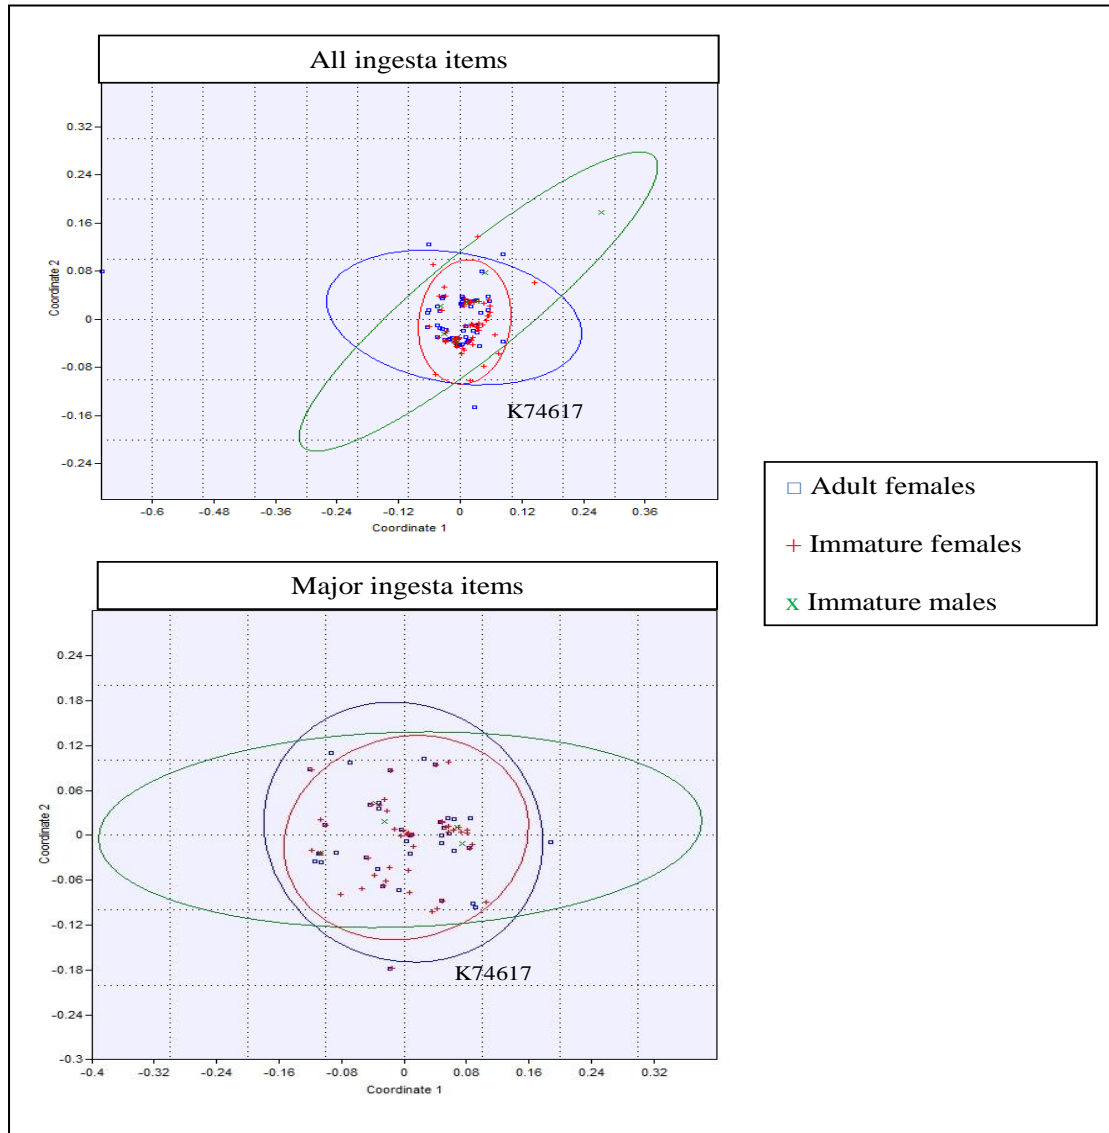 All ingesta items
0.32
0.24
0.16
0.08
0
-0.08
-0.16
-0.24
Coordinate 2
K74617
-0.6 -0.48 -0.36 -0.24 -0.12 0 0.12 0.24 0.36
Coordinate 1
Adult females
Immature females
x Immature males
Major ingesta items
0.24
0.18
0.12
0.06
0
-0.06
-0.12
-0.18
-0.24
-0.3
Coordinate 2
K74617
-0.4 -0.32 -0.24 -0.16 -0.08 0 0.08 0.16 0.24 0.32
Coordinate 1